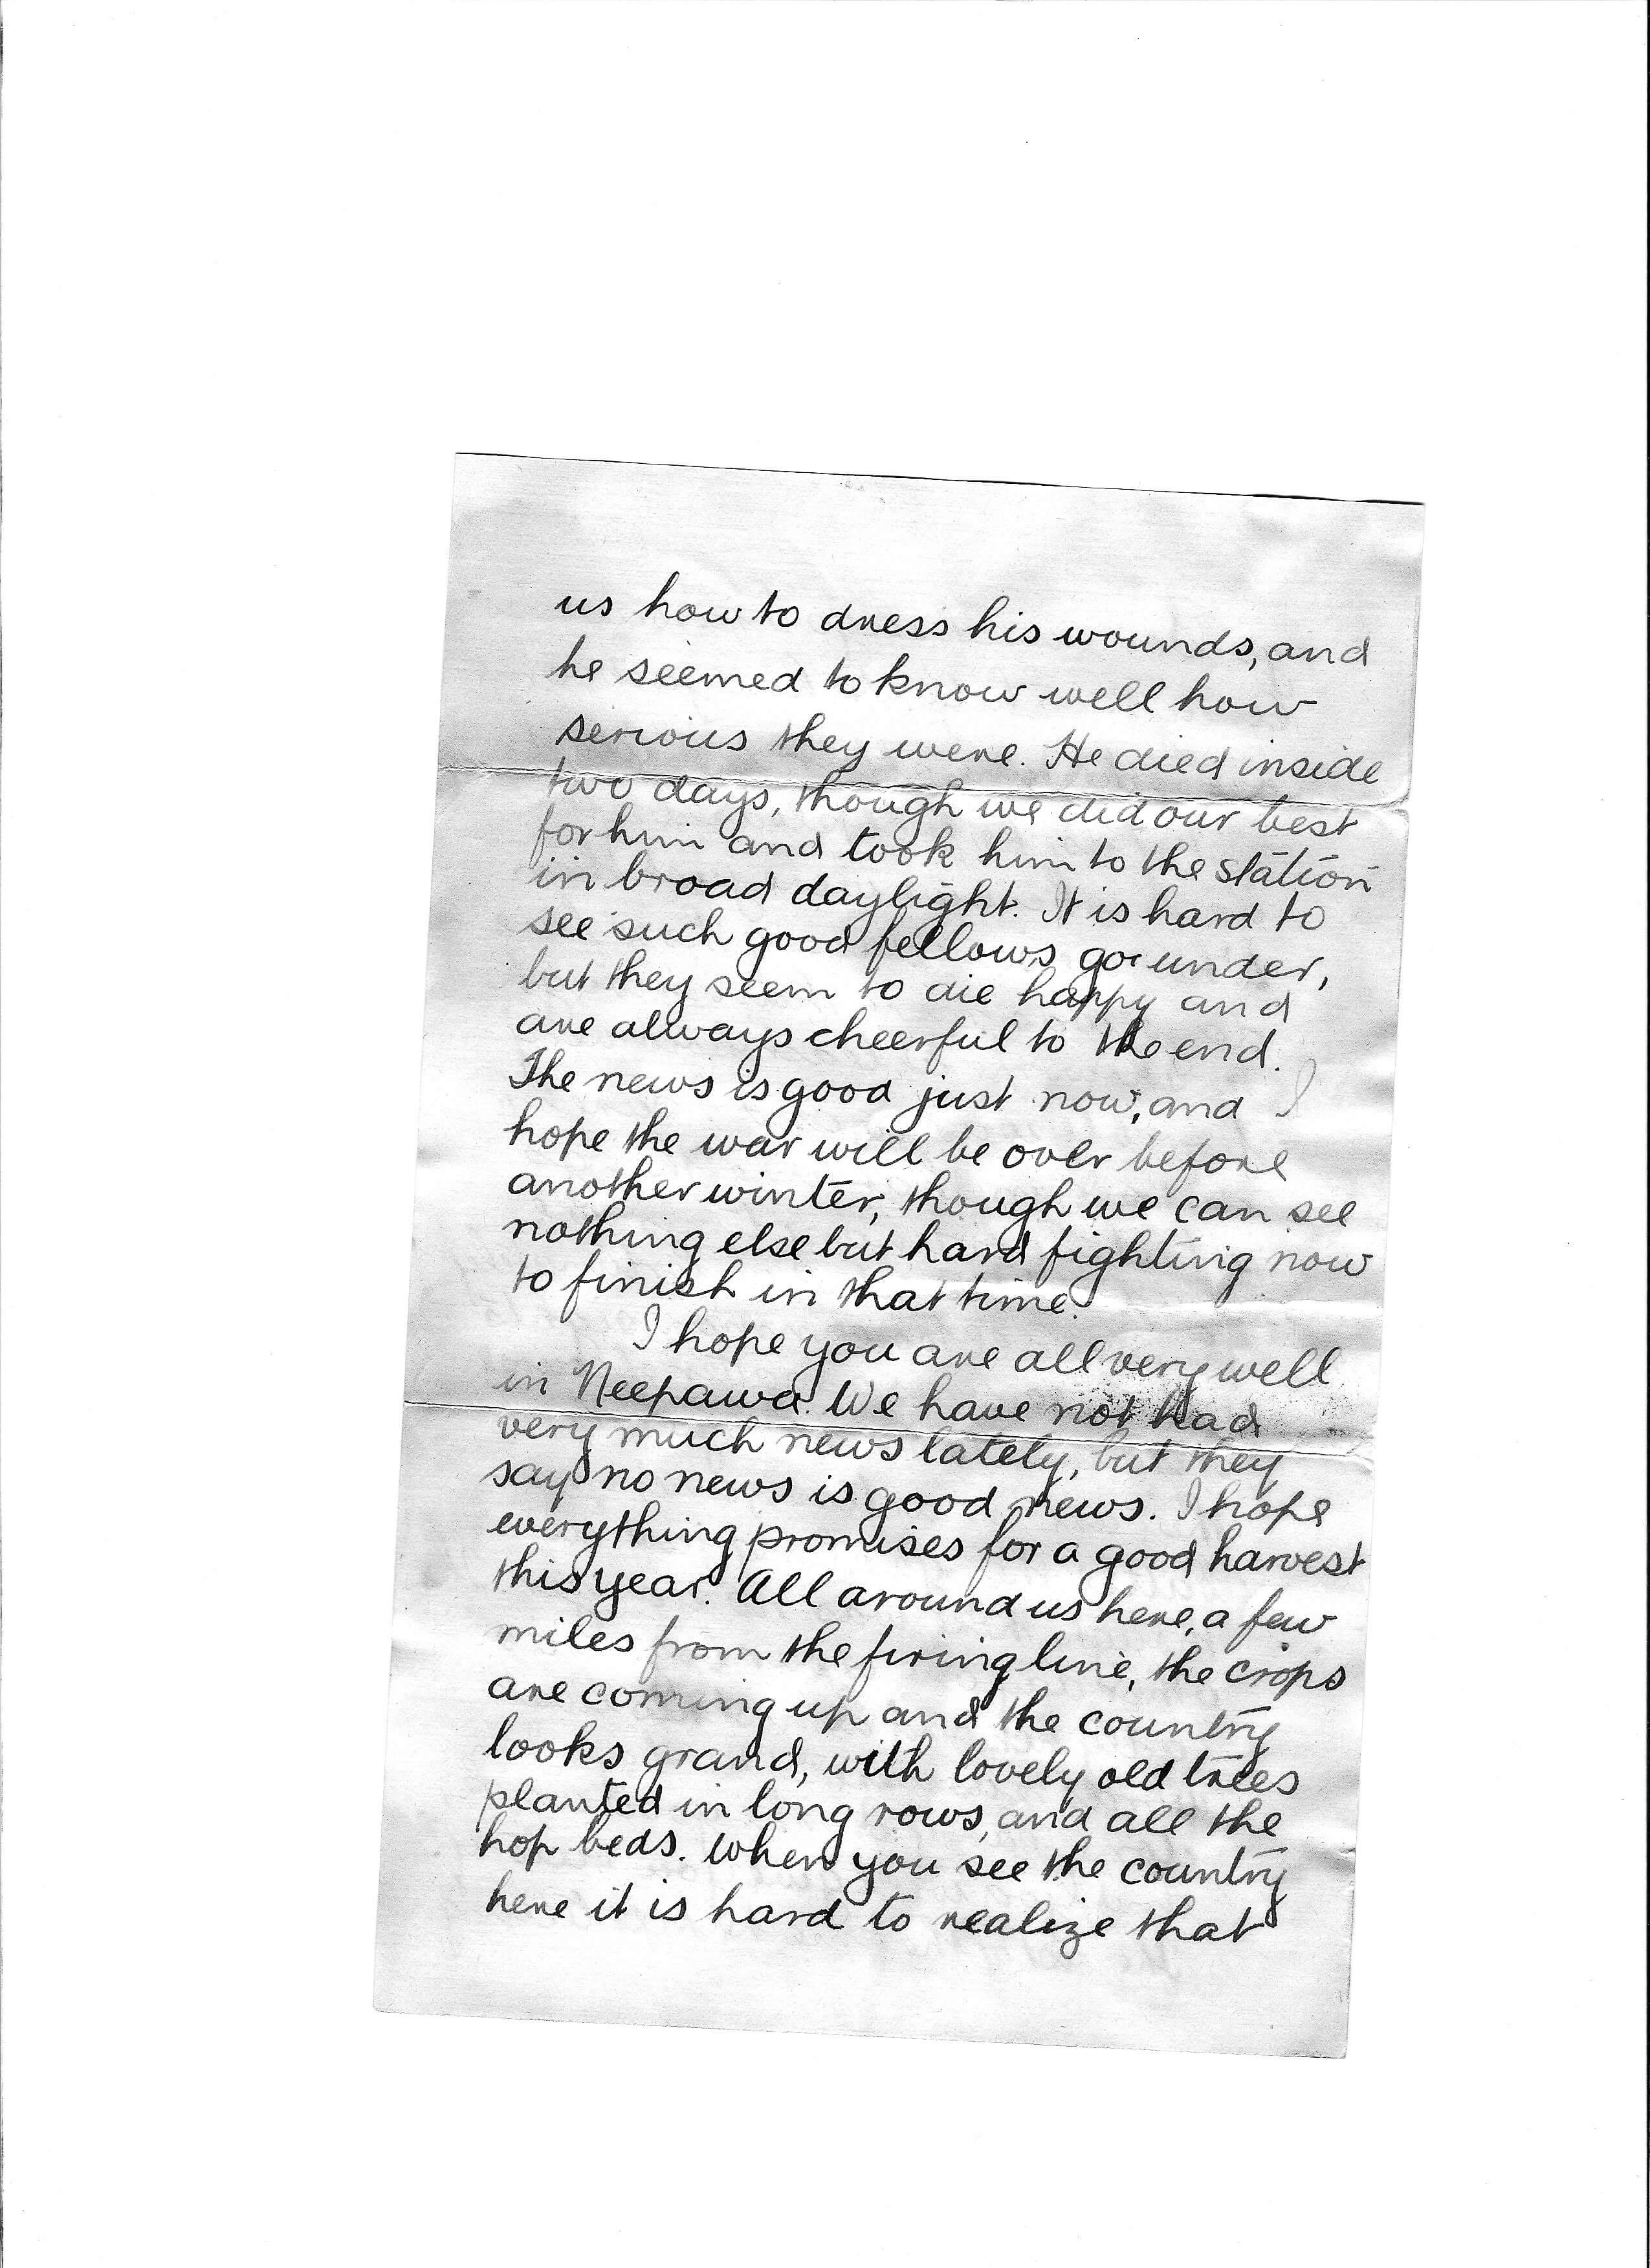 us how to dress his wounds, and
he seemed to know well how
serious they were. He died inside
two days, though we did our best
for him and took him to the station
in broad daylight. It is hard to
see such good fellows go under,
but they seem to die happy and
are always cheerful to the end.
The news is good just now, and I
hope the war will be over before
another winter, though we can see
nothing else but hard fighting now
to finish in that time.
I hope you are all very well
in Neepawa. We have not had
very much news lately, but they
say no news is good news. I hope
everything promises for a good harvest
this year. All around us here, a few
miles from the firing line, the crops
are coming up and the country
looks grand, with lovely old trees
planted in long rows, and all the
hop beds. When you see the country
here it is hard to realize that